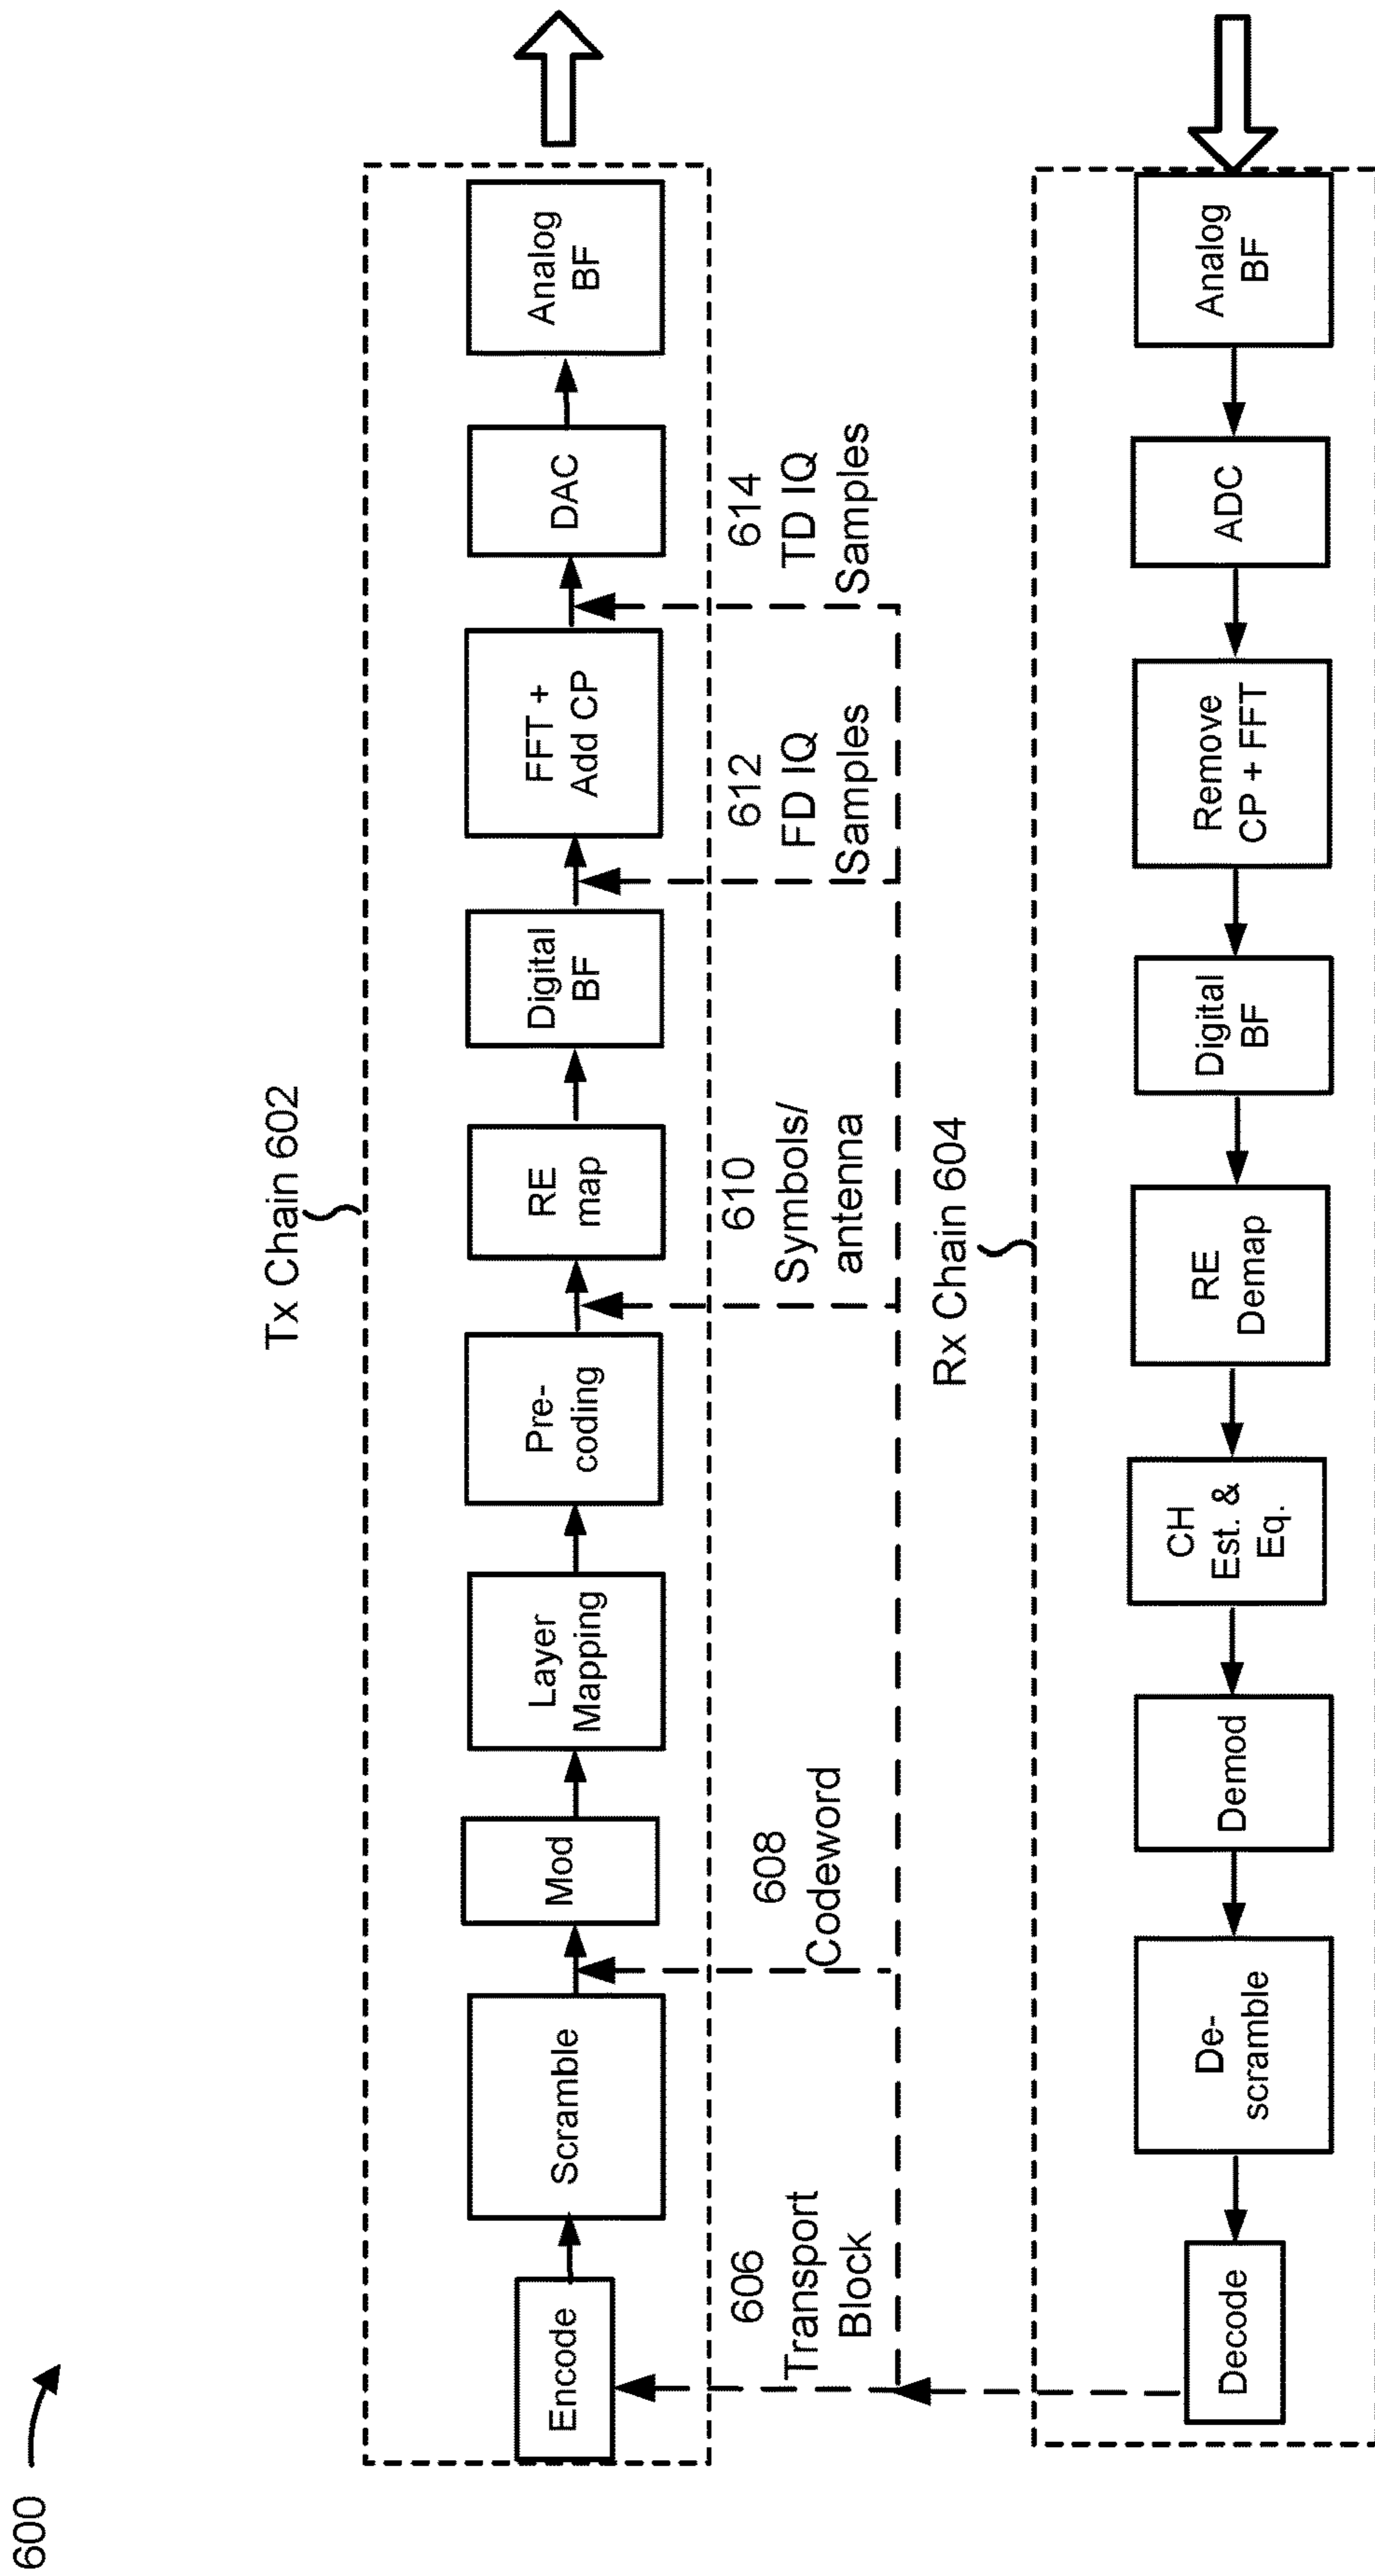 600
Tx Chain 602
Encode
Scramble
Mod
Layer
Mapping
Pre-
coding
RE
map
Digital
BF
FFT +
Add CP
DAC
Analog
BF
606
Transport
Block
608
Codeword
610
Symbols/
antenna
612
FD IQ
Samples
614
TD IQ
Samples
Rx Chain 604
Decode
De-
scramble
Demod
CH
Est. &
Eq.
RE
Demap
Digital
BF
Remove
CP + FFT
ADC
Analog
BF